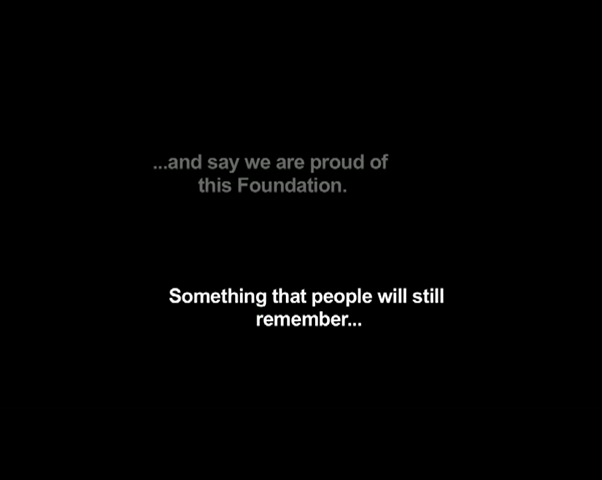 ...and say we are proud of
this Foundation.
Something that people will still
remember...